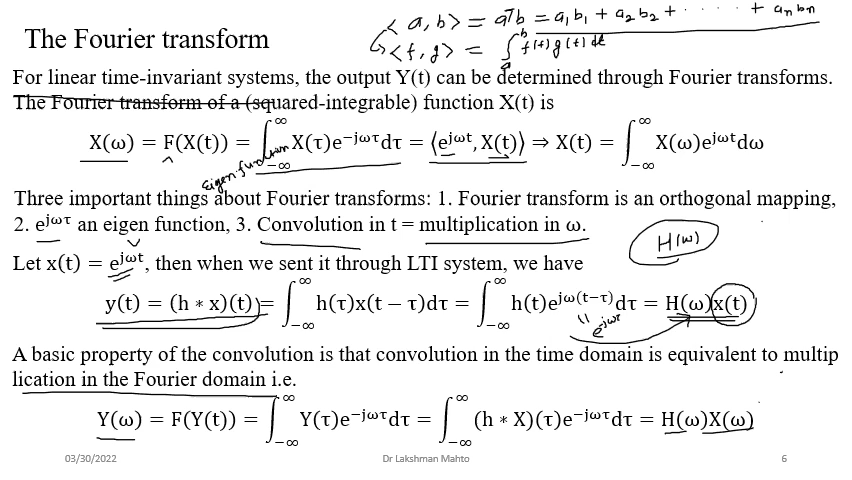 ⟨a, b⟩ = aᵀb = a₁b₁ + a₂b₂ + · · · · · + aₙbₙ
The Fourier transform
⟨f, g⟩ = ∫ₐᵇ f(t) g(t) dt
For linear time-invariant systems, the output Y(t) can be determined through Fourier transforms.
The Fourier transform of a (squared-integrable) function X(t) is
X(ω) = F(X(t)) = ∫_{-∞}^{∞} X(τ)e^{−jωτ}dτ = ⟨e^{jωt}, X(t)⟩ ⇒ X(t) = ∫_{-∞}^{∞} X(ω)e^{jωt}dω
Eigenfunction
Three important things about Fourier transforms: 1. Fourier transform is an orthogonal mapping,
2. e^{jωτ} an eigen function, 3. Convolution in t = multiplication in ω.
H(ω)
Let x(t) = e^{jωt}, then when we sent it through LTI system, we have
y(t) = (h ∗ x)(t) = ∫_{-∞}^{∞} h(τ)x(t − τ)dτ = ∫_{-∞}^{∞} h(t)e^{jω(t−τ)}dτ = H(ω)x(t)
e^{jωτ}
A basic property of the convolution is that convolution in the time domain is equivalent to multip
lication in the Fourier domain i.e.
Y(ω) = F(Y(t)) = ∫_{-∞}^{∞} Y(τ)e^{−jωτ}dτ = ∫_{-∞}^{∞} (h ∗ X)(τ)e^{−jωτ}dτ = H(ω)X(ω)
03/30/2022 Dr Lakshman Mahto 6